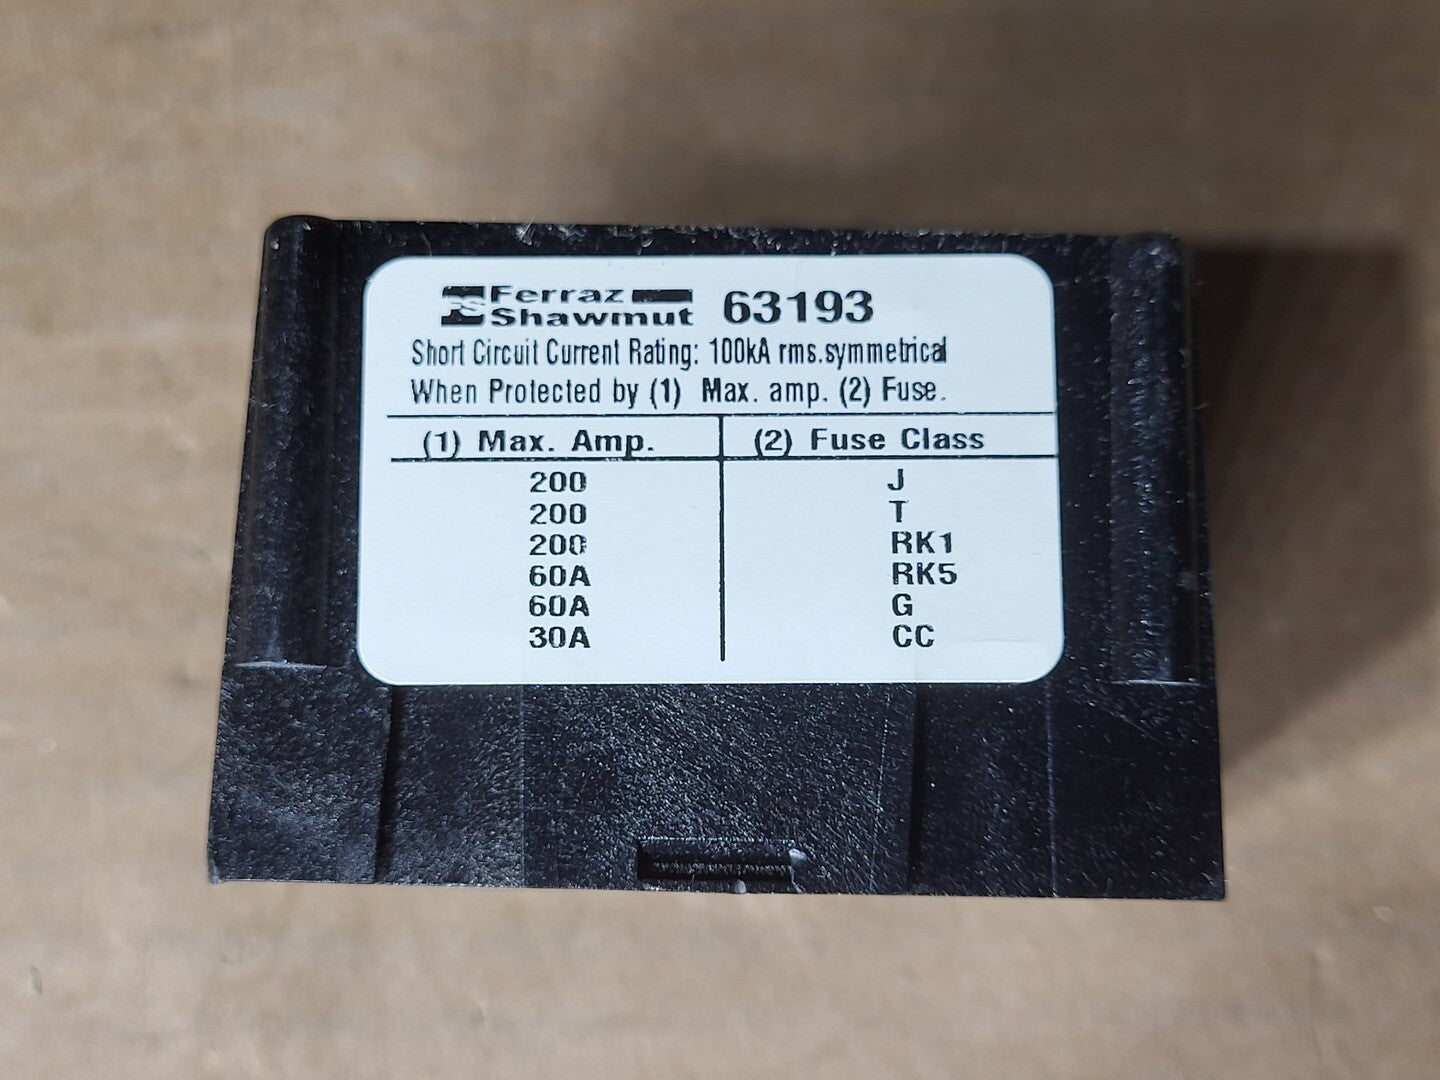 FS Ferraz Shawmut 63193
Short Circuit Current Rating: 100kA rms.symmetrical
When Protected by (1) Max. amp. (2) Fuse.
(1) Max. Amp. (2) Fuse Class
200 J
200 T
200 RK1
60A RK5
60A G
30A CC